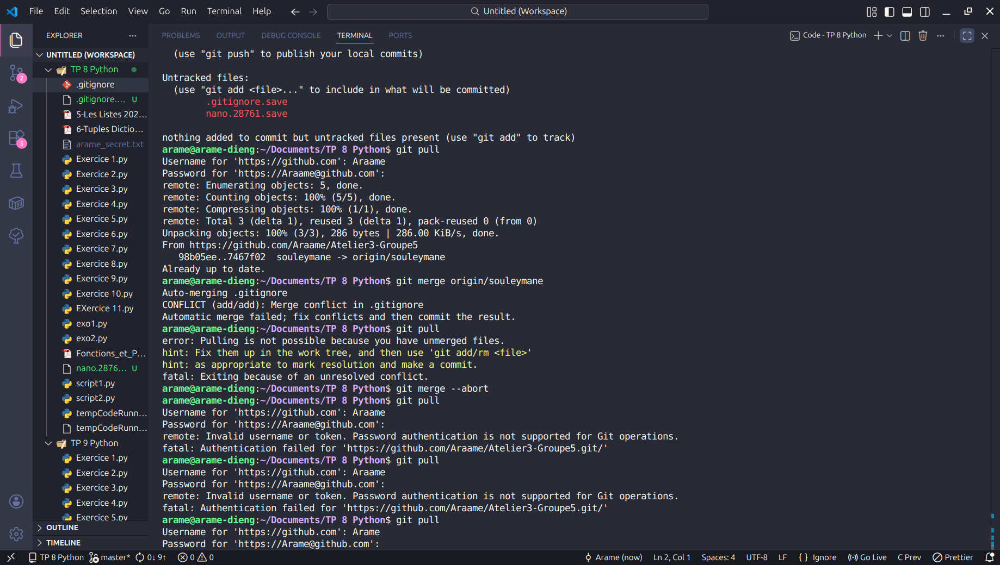 File Edit Selection View Go Run Terminal Help
Untitled (Workspace)
EXPLORER
PROBLEMS OUTPUT DEBUG CONSOLE TERMINAL PORTS
Code - TP 8 Python
UNTITLED (WORKSPACE)
TP 8 Python
.gitignore
.gitignore.... U
5-Les Listes 202...
6-Tuples Dictio...
arame_secret.txt
Exercice 1.py
Exercice 2.py
Exercice 3.py
Exercice 4.py
Exercice 5.py
Exercice 6.py
Exercice 7.py
Exercice 8.py
Exercice 9.py
Exercice 10.py
EXercice 11.py
exo1.py
exo2.py
Fonctions_et_P...
nano.2876... U
script1.py
script2.py
tempCodeRunn...
tempCodeRunn...
TP 9 Python
Exercice 1.py
Exercice 2.py
Exercice 3.py
Exercice 4.py
Exercice 5.py
OUTLINE
TIMELINE
2
5
(use "git push" to publish your local commits)
Untracked files:
(use "git add <file>..." to include in what will be committed)
.gitignore.save
nano.28761.save
nothing added to commit but untracked files present (use "git add" to track)
arame@arame-dieng:~/Documents/TP 8 Python$ git pull
Username for 'https://github.com': Araame
Password for 'https://Araame@github.com':
remote: Enumerating objects: 5, done.
remote: Counting objects: 100% (5/5), done.
remote: Compressing objects: 100% (1/1), done.
remote: Total 3 (delta 1), reused 3 (delta 1), pack-reused 0 (from 0)
Unpacking objects: 100% (3/3), 286 bytes | 286.00 KiB/s, done.
From https://github.com/Araame/Atelier3-Groupe5
98b05ee..7467f02  souleymane -> origin/souleymane
Already up to date.
arame@arame-dieng:~/Documents/TP 8 Python$ git merge origin/souleymane
Auto-merging .gitignore
CONFLICT (add/add): Merge conflict in .gitignore
Automatic merge failed; fix conflicts and then commit the result.
arame@arame-dieng:~/Documents/TP 8 Python$ git pull
error: Pulling is not possible because you have unmerged files.
hint: Fix them up in the work tree, and then use 'git add/rm <file>'
hint: as appropriate to mark resolution and make a commit.
fatal: Exiting because of an unresolved conflict.
arame@arame-dieng:~/Documents/TP 8 Python$ git merge --abort
arame@arame-dieng:~/Documents/TP 8 Python$ git pull
Username for 'https://github.com': Araame
Password for 'https://Araame@github.com':
remote: Invalid username or token. Password authentication is not supported for Git operations.
fatal: Authentication failed for 'https://github.com/Araame/Atelier3-Groupe5.git/'
arame@arame-dieng:~/Documents/TP 8 Python$ git pull
Username for 'https://github.com': Araame
Password for 'https://Araame@github.com':
remote: Invalid username or token. Password authentication is not supported for Git operations.
fatal: Authentication failed for 'https://github.com/Araame/Atelier3-Groupe5.git/'
arame@arame-dieng:~/Documents/TP 8 Python$ git pull
Username for 'https://github.com': Arame
Password for 'https://Arame@github.com':
TP 8 Python master* 0↓ 9↑ 0 0 Arame (now) Ln 2, Col 1 Spaces: 4 UTF-8 LF { } Ignore Go Live C Prev Prettier